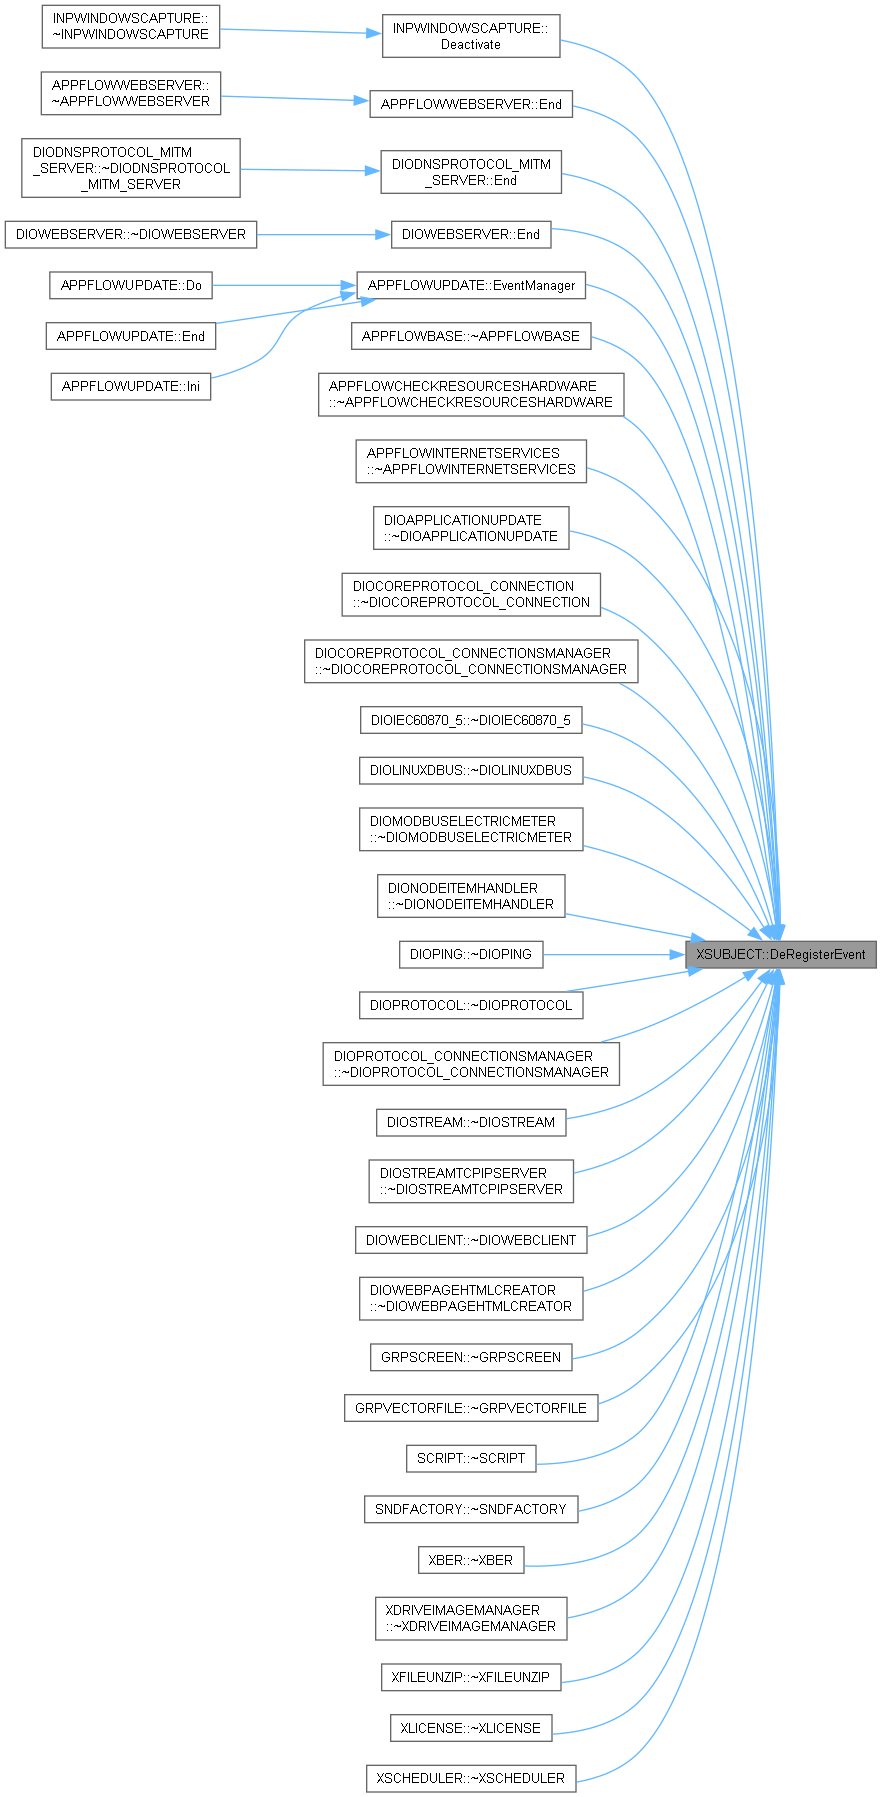 INPWINDOWSCAPTURE::
~INPWINDOWSCAPTURE
INPWINDOWSCAPTURE::
Deactivate
APPFLOWWEBSERVER::
~APPFLOWWEBSERVER
APPFLOWWEBSERVER::End
DIODNSPROTOCOL_MITM
_SERVER::~DIODNSPROTOCOL
_MITM_SERVER
DIODNSPROTOCOL_MITM
_SERVER::End
DIOWEBSERVER::~DIOWEBSERVER
DIOWEBSERVER::End
APPFLOWUPDATE::Do
APPFLOWUPDATE::EventManager
APPFLOWUPDATE::End
APPFLOWBASE::~APPFLOWBASE
APPFLOWUPDATE::Ini
APPFLOWCHECKRESOURCESHARDWARE
::~APPFLOWCHECKRESOURCESHARDWARE
APPFLOWINTERNETSERVICES
::~APPFLOWINTERNETSERVICES
DIOAPPLICATIONUPDATE
::~DIOAPPLICATIONUPDATE
DIOCOREPROTOCOL_CONNECTION
::~DIOCOREPROTOCOL_CONNECTION
DIOCOREPROTOCOL_CONNECTIONSMANAGER
::~DIOCOREPROTOCOL_CONNECTIONSMANAGER
DIOIEC60870_5::~DIOIEC60870_5
DIOLINUXDBUS::~DIOLINUXDBUS
DIOMODBUSELECTRICMETER
::~DIOMODBUSELECTRICMETER
DIONODEITEMHANDLER
::~DIONODEITEMHANDLER
DIOPING::~DIOPING
XSUBJECT::DeRegisterEvent
DIOPROTOCOL::~DIOPROTOCOL
DIOPROTOCOL_CONNECTIONSMANAGER
::~DIOPROTOCOL_CONNECTIONSMANAGER
DIOSTREAM::~DIOSTREAM
DIOSTREAMTCPIPSERVER
::~DIOSTREAMTCPIPSERVER
DIOWEBCLIENT::~DIOWEBCLIENT
DIOWEBPAGEHTMLCREATOR
::~DIOWEBPAGEHTMLCREATOR
GRPSCREEN::~GRPSCREEN
GRPVECTORFILE::~GRPVECTORFILE
SCRIPT::~SCRIPT
SNDFACTORY::~SNDFACTORY
XBER::~XBER
XDRIVEIMAGEMANAGER
::~XDRIVEIMAGEMANAGER
XFILEUNZIP::~XFILEUNZIP
XLICENSE::~XLICENSE
XSCHEDULER::~XSCHEDULER